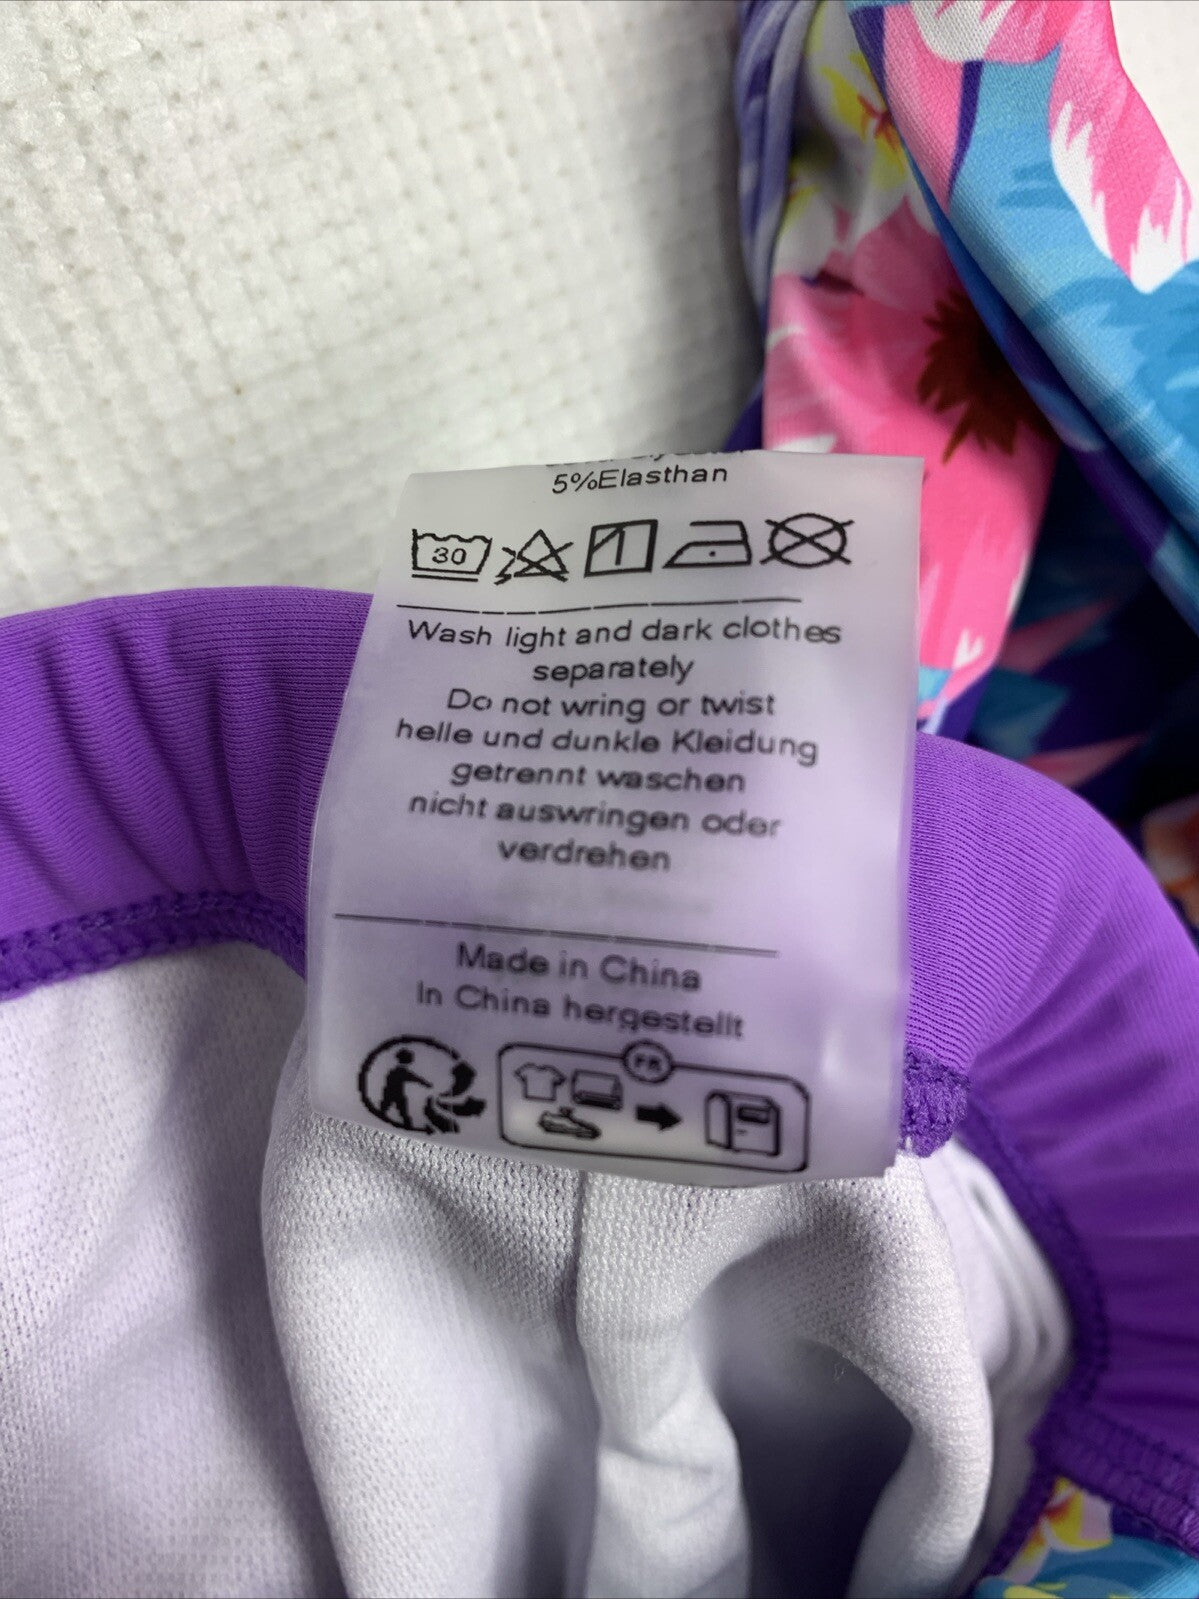 5%Elasthan
30
Wash light and dark clothes
separately
Do not wring or twist
helle und dunkle Kleidung
getrennt waschen
nicht auswringen oder
verdrehen
Made in China
In China hergestellt
FR